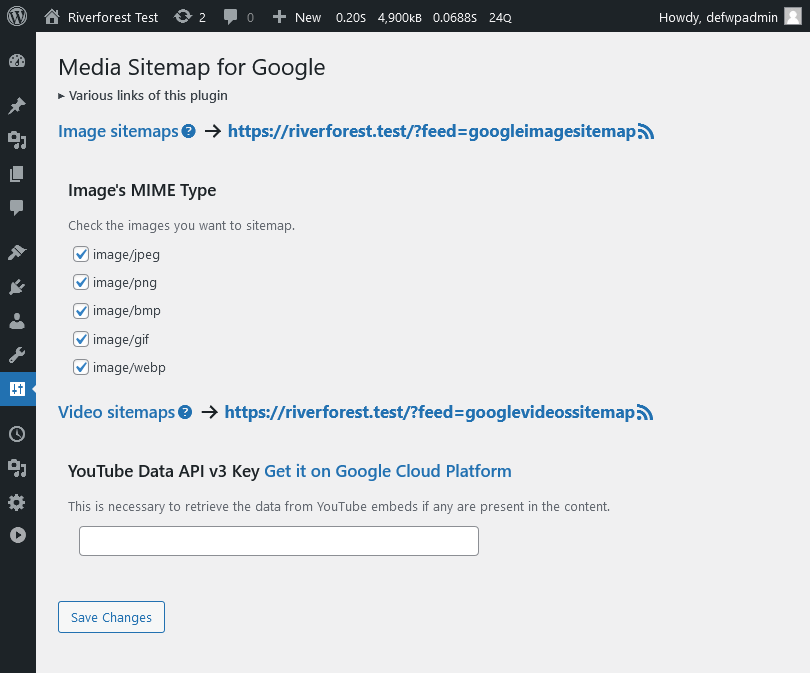 Riverforest Test 2 0 New 0.20S 4,900KB 0.0688S 24Q Howdy, defwpadmin
Media Sitemap for Google
Various links of this plugin
Image sitemaps ? → https://riverforest.test/?feed=googleimagesitemap
Image's MIME Type
Check the images you want to sitemap.
image/jpeg
image/png
image/bmp
image/gif
image/webp
Video sitemaps ? → https://riverforest.test/?feed=googlevideossitemap
YouTube Data API v3 Key Get it on Google Cloud Platform
This is necessary to retrieve the data from YouTube embeds if any are present in the content.
Save Changes